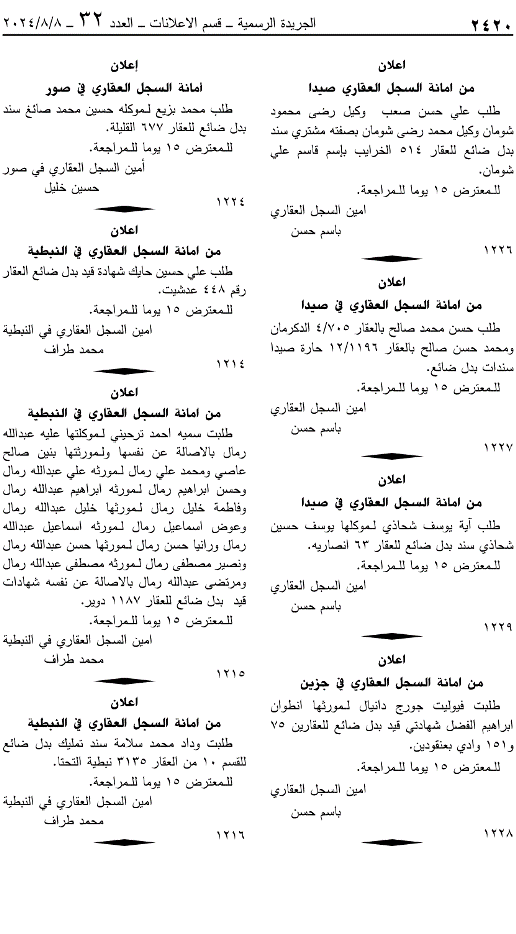 ٢٤٢٠
الجريدة الرسمية ــ قسم الاعلانات ــ العدد ٣٢ ــ ٢٠٢٤/٨/٨
اعلان
من امانة السجل العقاري صيدا
طلب علي حسن صعب وكيل رضى محمود
شومان وكيل محمد رضى شومان بصفته مشتري سند
بدل ضائع للعقار ٥١٤ الخرايب بإسم قاسم علي
شومان.
للمعترض ١٥ يوما للمراجعة.
امين السجل العقاري
باسم حسن
١٢٢٦
اعلان
من امانة السجل العقاري في صيدا
طلب حسن محمد صالح بالعقار ٤/٧٠٥ الدكرمان
ومحمد حسن صالح بالعقار ١٢/١١٩٦ حارة صيدا
سندات بدل ضائع.
للمعترض ١٥ يوما للمراجعة.
امين السجل العقاري
باسم حسن
١٢٢٧
اعلان
من امانة السجل العقاري في صيدا
طلب آية يوسف شحاذي لموكلها يوسف حسين
شحاذي سند بدل ضائع للعقار ٦٣ انصاريه.
للمعترض ١٥ يوما للمراجعة.
امين السجل العقاري
باسم حسن
١٢٢٩
اعلان
من امانة السجل العقاري في جزين
طلبت فيوليت جورج دانيال لمورثها انطوان
ابراهيم الفضل شهادتي قيد بدل ضائع للعقارين ٧٥
و١٥١ وادي بعنقودين.
للمعترض ١٥ يوما للمراجعة.
امين السجل العقاري
باسم حسن
١٢٢٨
إعلان
أمانة السجل العقاري في صور
طلب محمد بزيع لموكله حسين محمد صائغ سند
بدل ضائع للعقار ٦٧٧ القليلة.
للمعترض ١٥ يوما للمراجعة.
أمين السجل العقاري في صور
حسين خليل
١٢٢٤
اعلان
من امانة السجل العقاري في النبطية
طلب علي حسين حايك شهادة قيد بدل ضائع العقار
رقم ٤٤٨ عدشيت.
للمعترض ١٥ يوما للمراجعة.
امين السجل العقاري في النبطية
محمد طراف
١٢١٤
اعلان
من امانة السجل العقاري في النبطية
طلبت سميه احمد ترحيني لموكلتها عليه عبدالله
رمال بالاصالة عن نفسها ولمورثتها بنين صالح
عاصي ومحمد علي رمال لمورثه علي عبدالله رمال
وحسن ابراهيم رمال لمورثه ابراهيم عبدالله رمال
وفاطمة خليل رمال لمورثها خليل عبدالله رمال
وعوض اسماعيل رمال لمورثه اسماعيل عبدالله
رمال ورانيا حسن رمال لمورثها حسن عبدالله رمال
ونصير مصطفى رمال لمورثه مصطفى عبدالله رمال
ومرتضى عبدالله رمال بالاصالة عن نفسه شهادات
قيد بدل ضائع للعقار ١١٨٧ دوير.
للمعترض ١٥ يوما للمراجعة.
امين السجل العقاري في النبطية
محمد طراف
١٢١٥
اعلان
من امانة السجل العقاري في النبطية
طلبت وداد محمد سلامة سند تمليك بدل ضائع
للقسم ١٠ من العقار ٣١٣٥ نبطية التحتا.
للمعترض ١٥ يوما للمراجعة.
امين السجل العقاري في النبطية
محمد طراف
١٢١٦